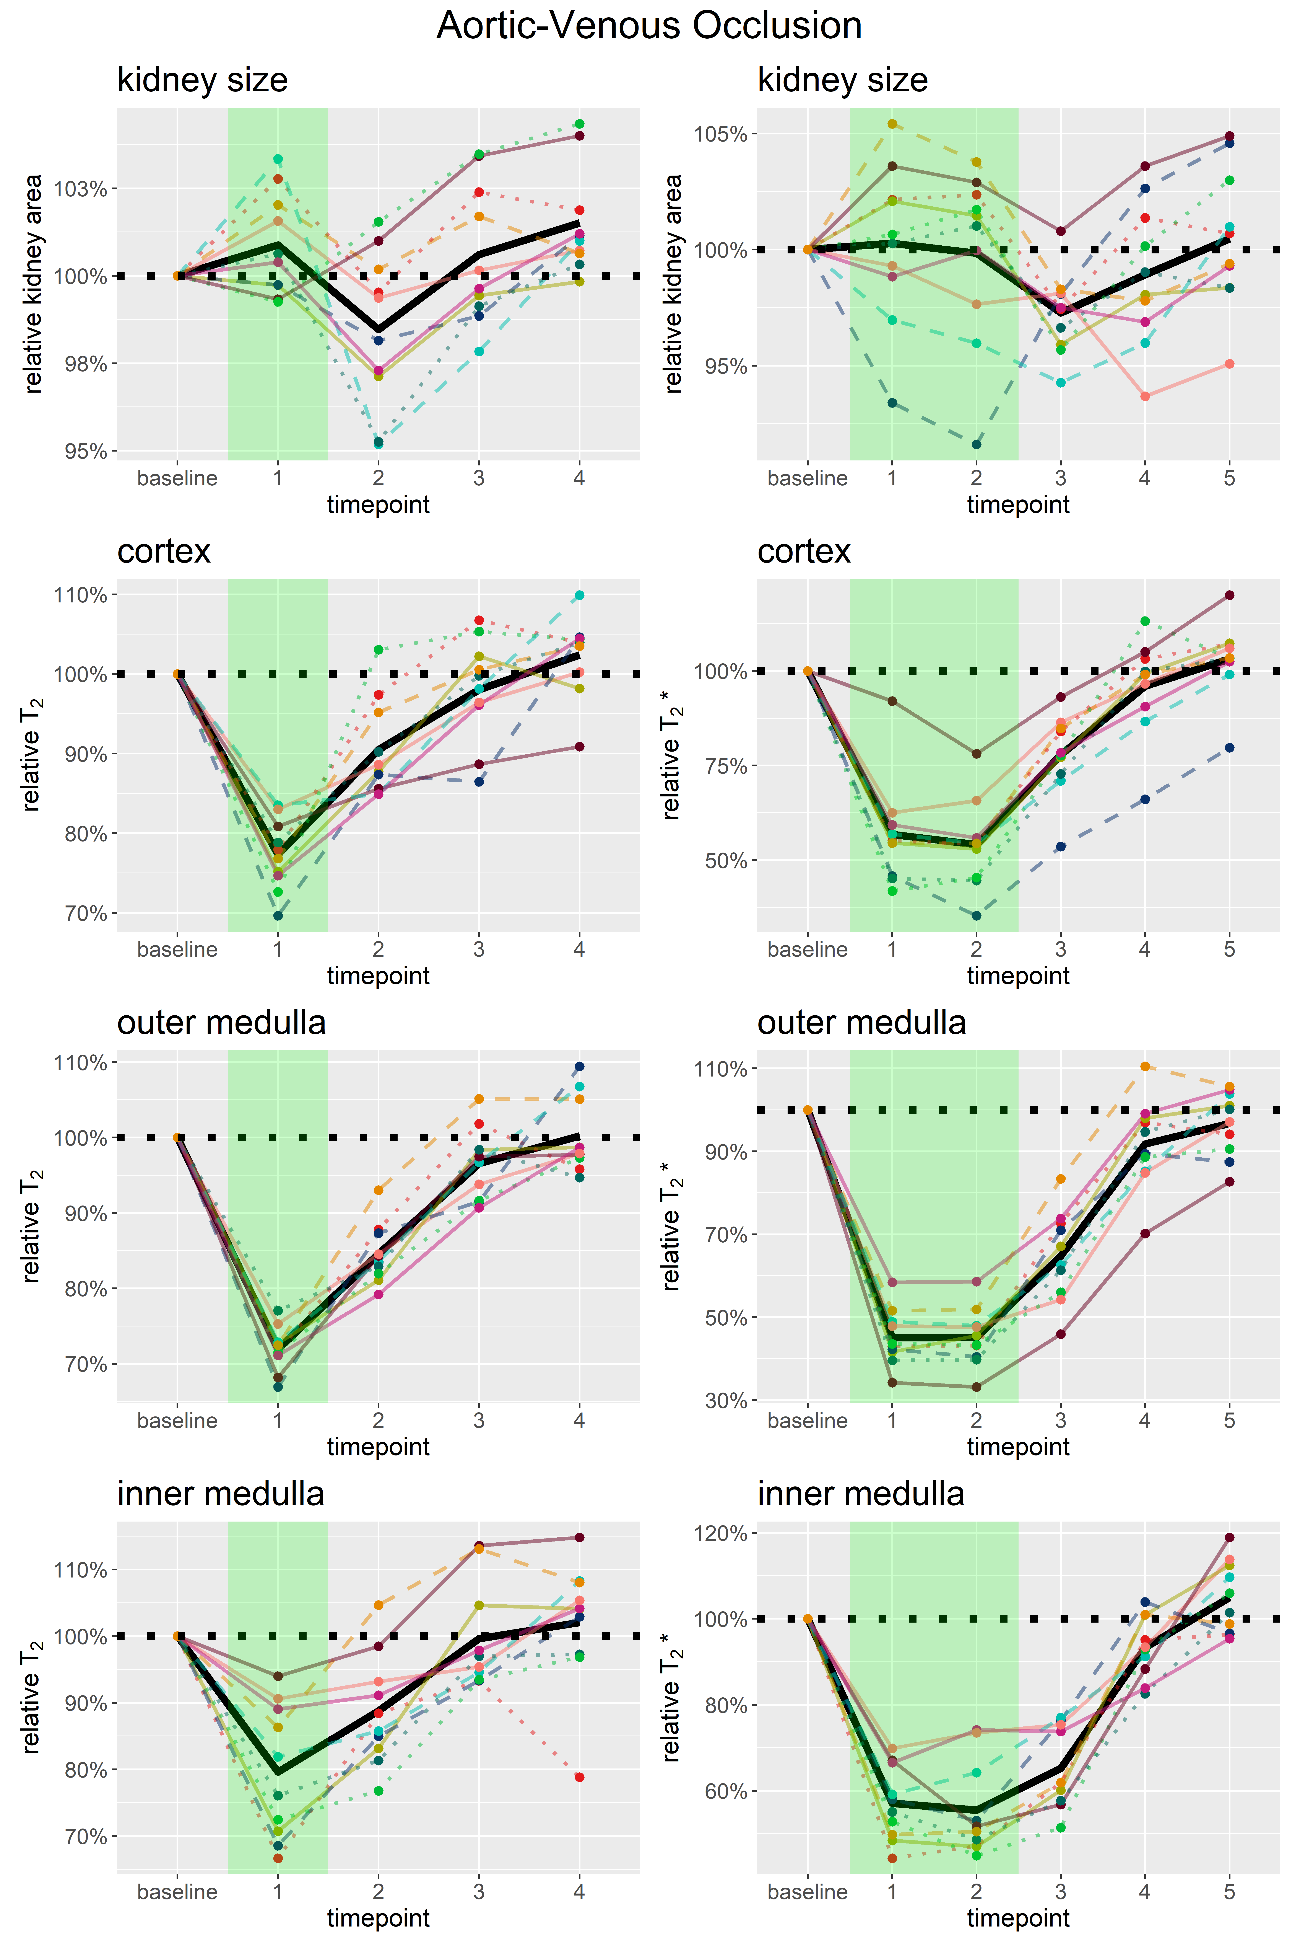 Aortic-Venous Occlusion
kidney size
relative kidney area
103%
100%
98%
95%
baseline 1 2 3 4
timepoint
kidney size
relative kidney area
105%
100%
95%
baseline 1 2 3 4 5
timepoint
cortex
relative T2
110%
100%
90%
80%
70%
baseline 1 2 3 4
timepoint
cortex
relative T2 *
100%
75%
50%
baseline 1 2 3 4 5
timepoint
outer medulla
relative T2
110%
100%
90%
80%
70%
baseline 1 2 3 4
timepoint
outer medulla
relative T2 *
110%
90%
70%
50%
30%
baseline 1 2 3 4 5
timepoint
inner medulla
relative T2
110%
100%
90%
80%
70%
baseline 1 2 3 4
timepoint
inner medulla
relative T2 *
120%
100%
80%
60%
baseline 1 2 3 4 5
timepoint